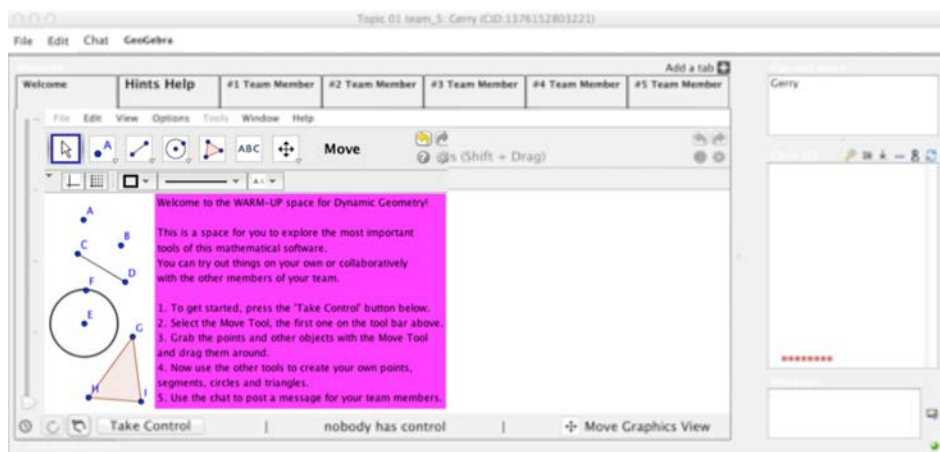 Topic 01 team_5: Gerry (CID:1376152803221)
File Edit Chat GeoGebra
Add a tab
Welcome Hints Help #1 Team Member #2 Team Member #3 Team Member #4 Team Member #5 Team Member
Gerry
File Edit View Options Tools Window Help
A ABC Move
(Shift + Drag)
Welcome to the WARM-UP space for Dynamic Geometry!
This is a space for you to explore the most important
tools of this mathematical software.
You can try out things on your own or collaboratively
with the other members of your team.
1. To get started, press the 'Take Control' button below.
2. Select the Move Tool, the first one on the tool bar above.
3. Grab the points and other objects with the Move Tool
and drag them around.
4. Now use the other tools to create your own points,
segments, circles and triangles.
5. Use the chat to post a message for your team members.
A
B
C
D
F
E
G
H
I
********
Message
Take Control | nobody has control | Move Graphics View